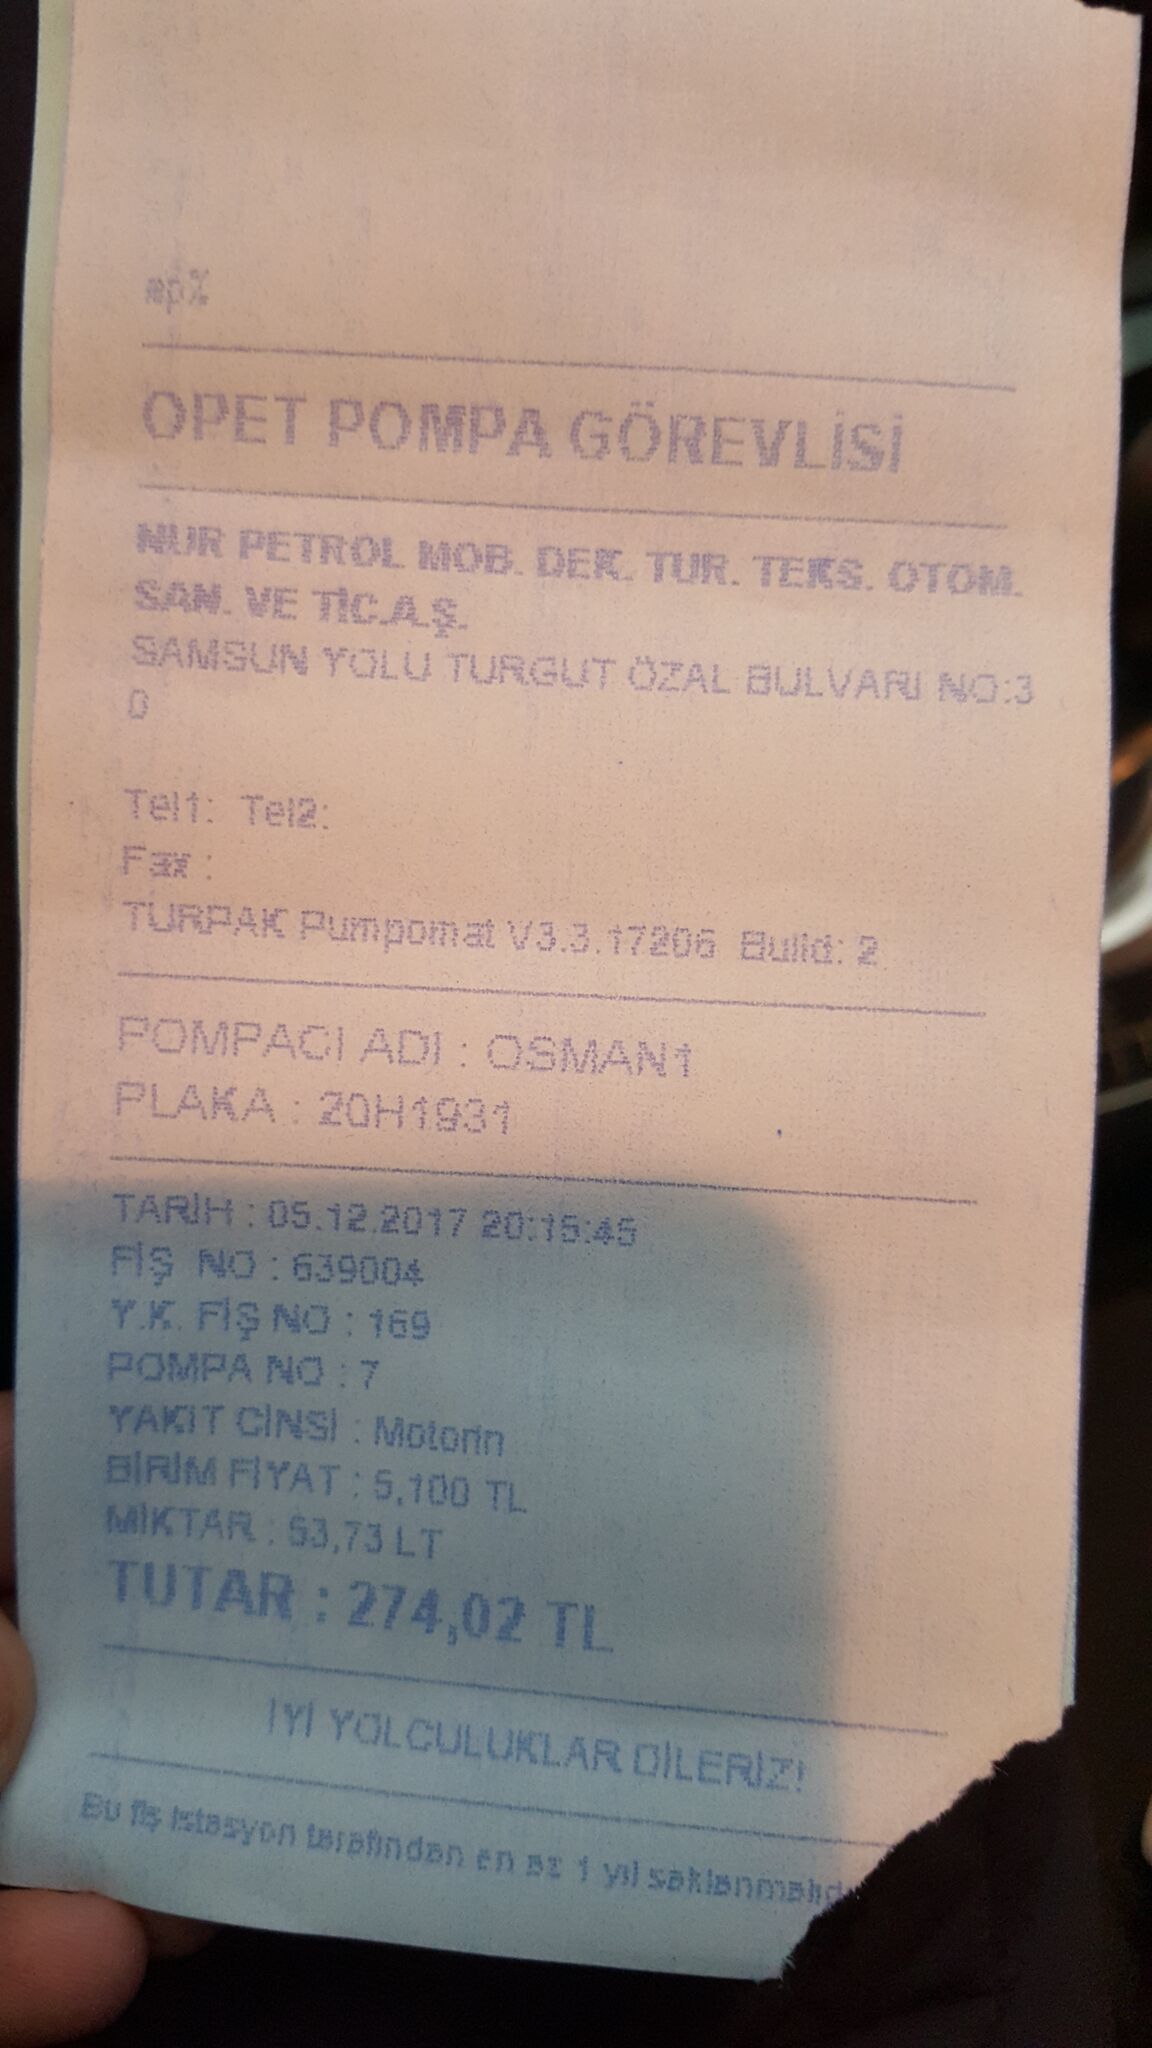 OPET POMPA GÖREVLİSİ
NUR PETROL MOB. DEK. TUR. TEKS. OTOM.
SAN. VE TİC.A.Ş.
SAMSUN YOLU TURGUT ÖZAL BULVARI NO:3
0
Tel1: Tel2:
Fax :
TURPAK Pumpomat V3.3.17206 Build: 2
POMPACI ADI : OSMAN1
PLAKA : 20H1931
TARİH : 05.12.2017 20:15:45
FİŞ NO : 639004
Y.K. FİŞ NO : 169
POMPA NO : 7
YAKIT CİNSİ : Motorin
BİRİM FİYAT : 5,100 TL
MİKTAR : 53,73 LT
TUTAR : 274,02 TL
İYİ YOLCULUKLAR DİLERİZ!
Bu fiş istasyon tarafından en az 1 yıl saklanmalıd